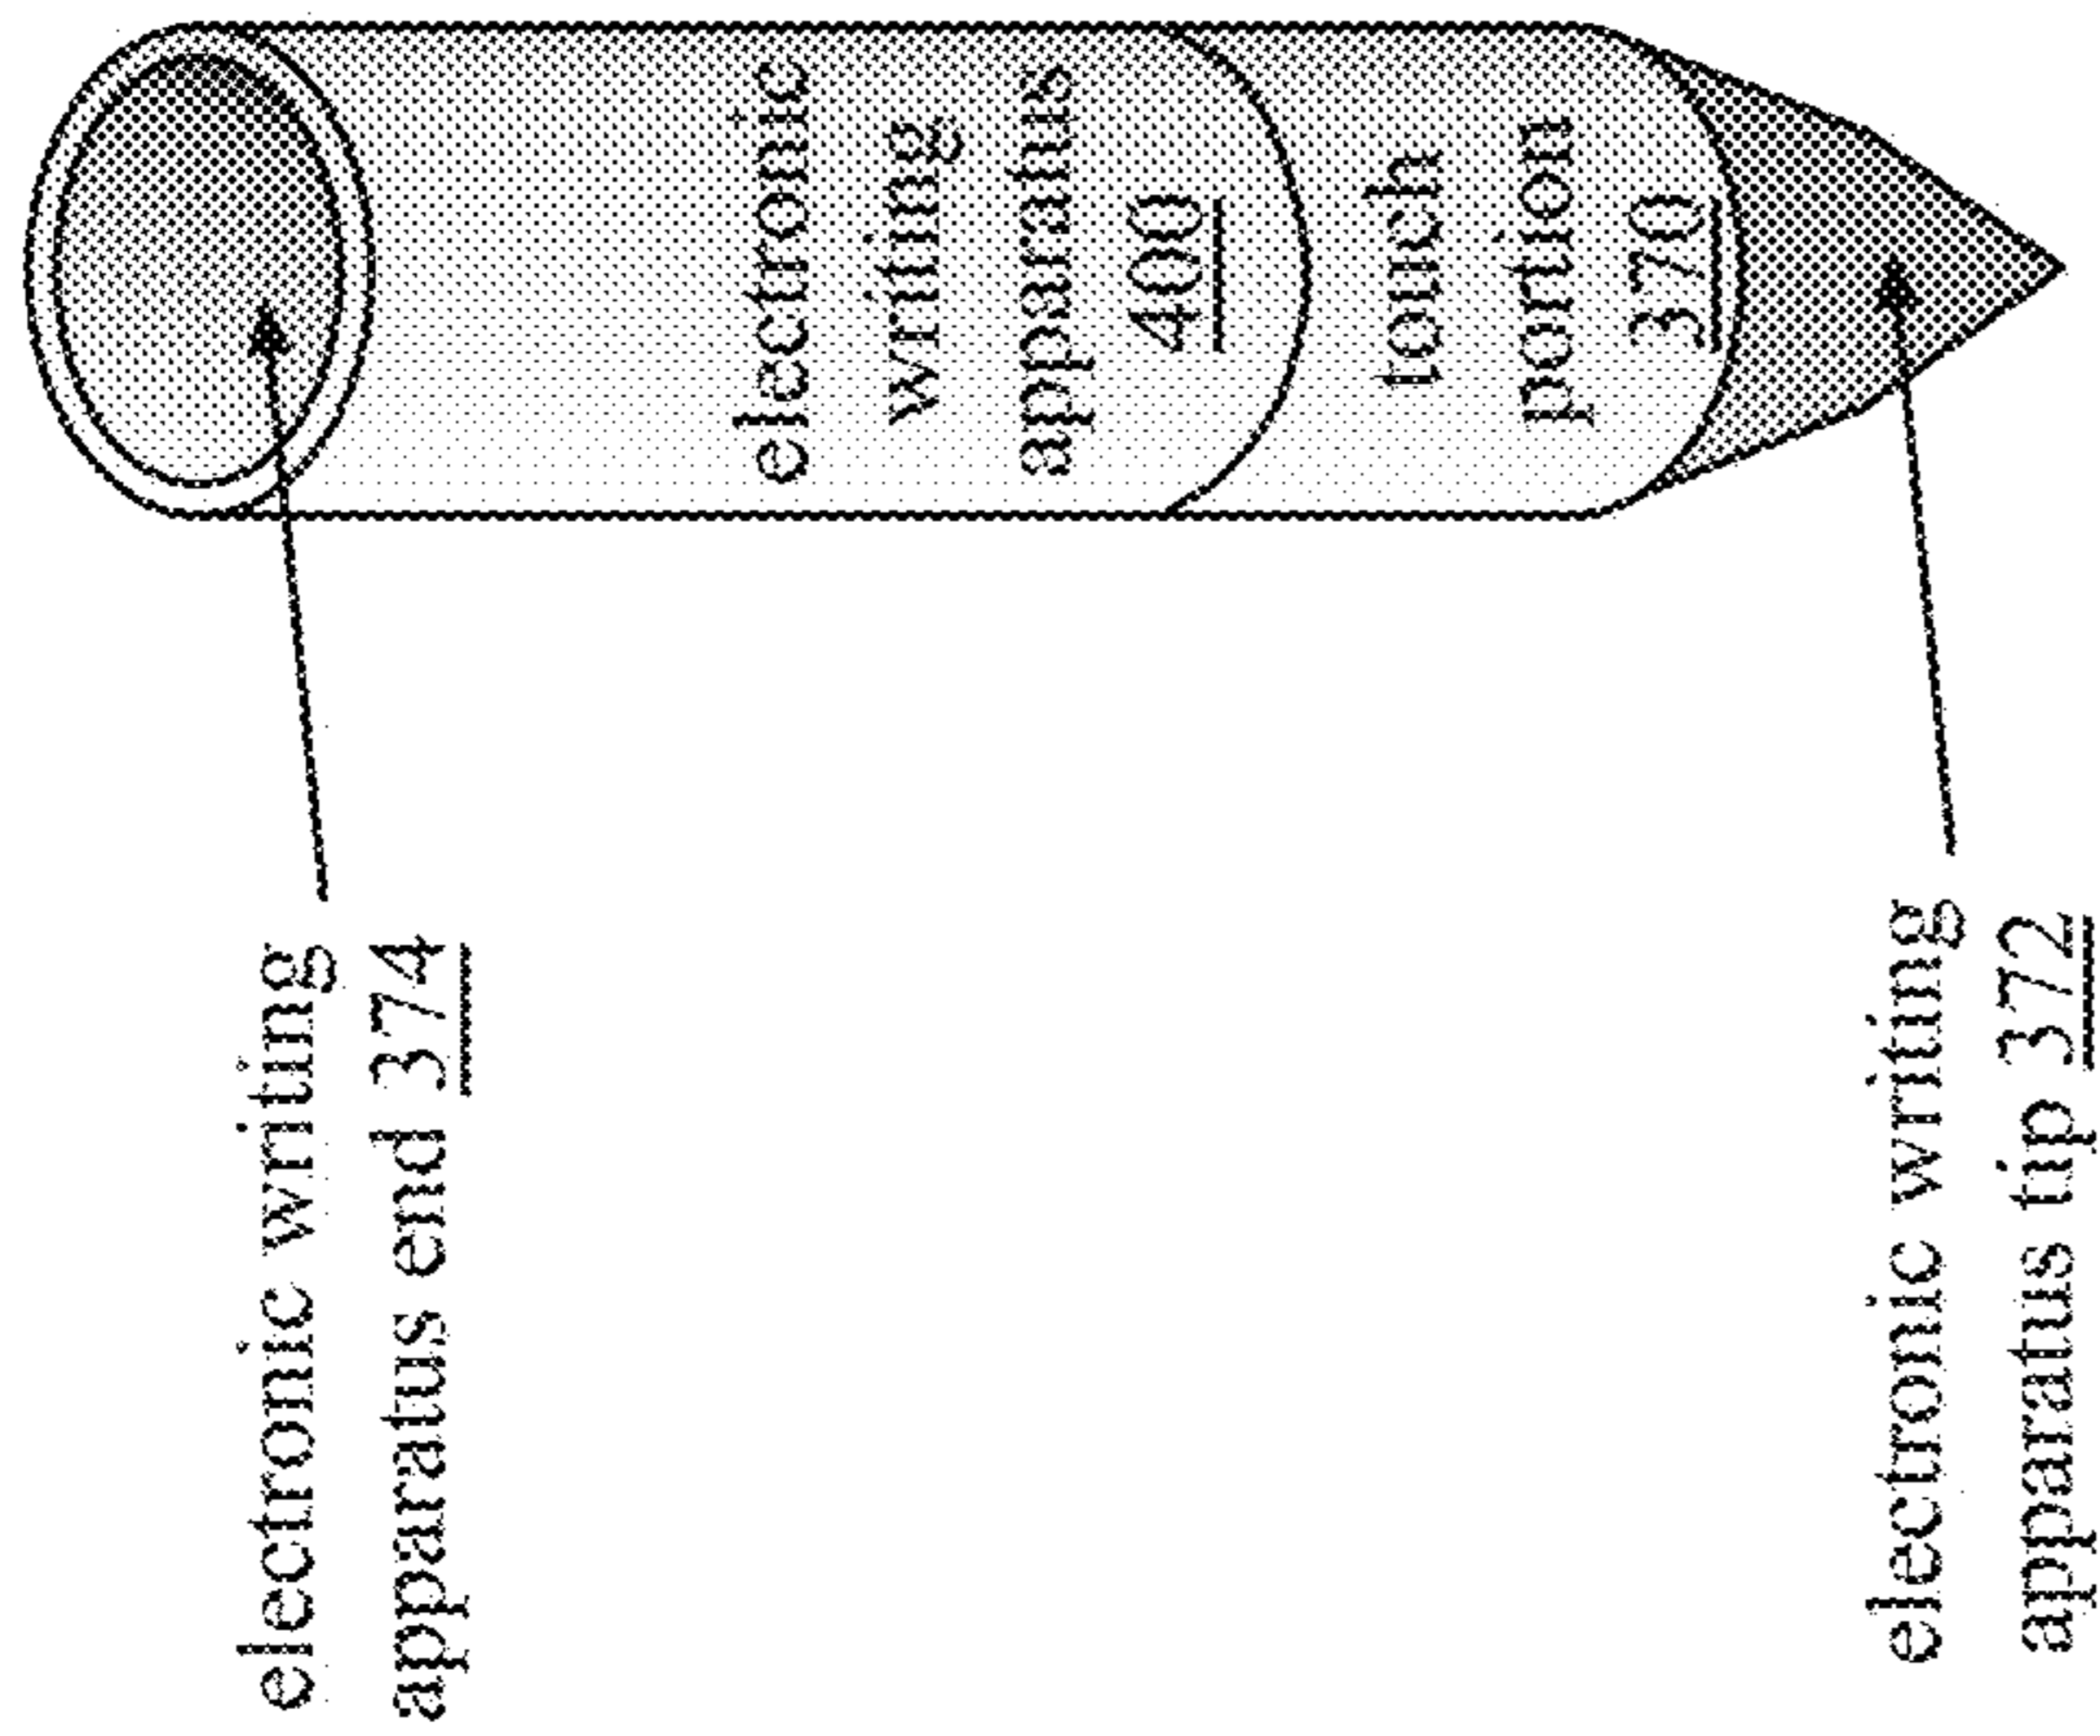 electronic writing
apparatus end 374
electronic
writing
apparatus
400
touch
portion
370
electronic writing
apparatus tip 372